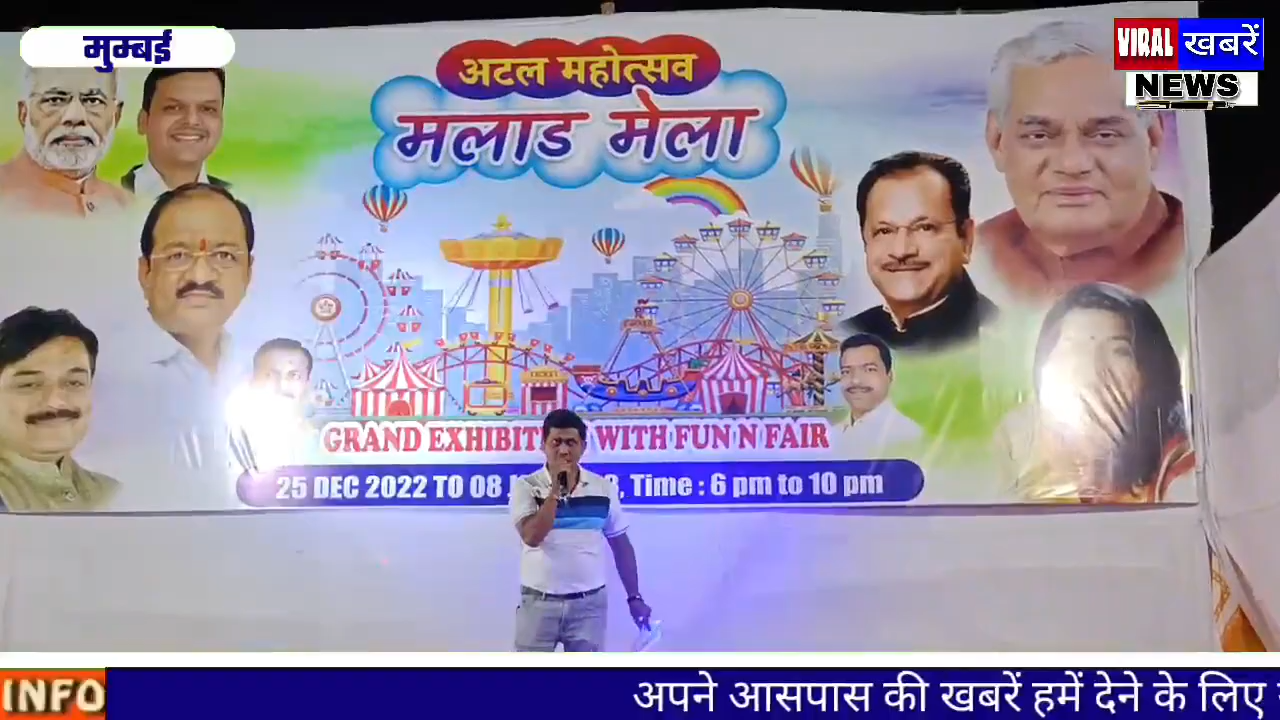 मुम्बई
VIRAL खबरें
NEWS
अटल महोत्सव
मलाड मेला
GRAND EXHIBIT WITH FUN N FAIR
25 DEC 2022 TO 08 Time : 6 pm to 10 pm
INFO
अपने आसपास की खबरें हमें देने के लिए